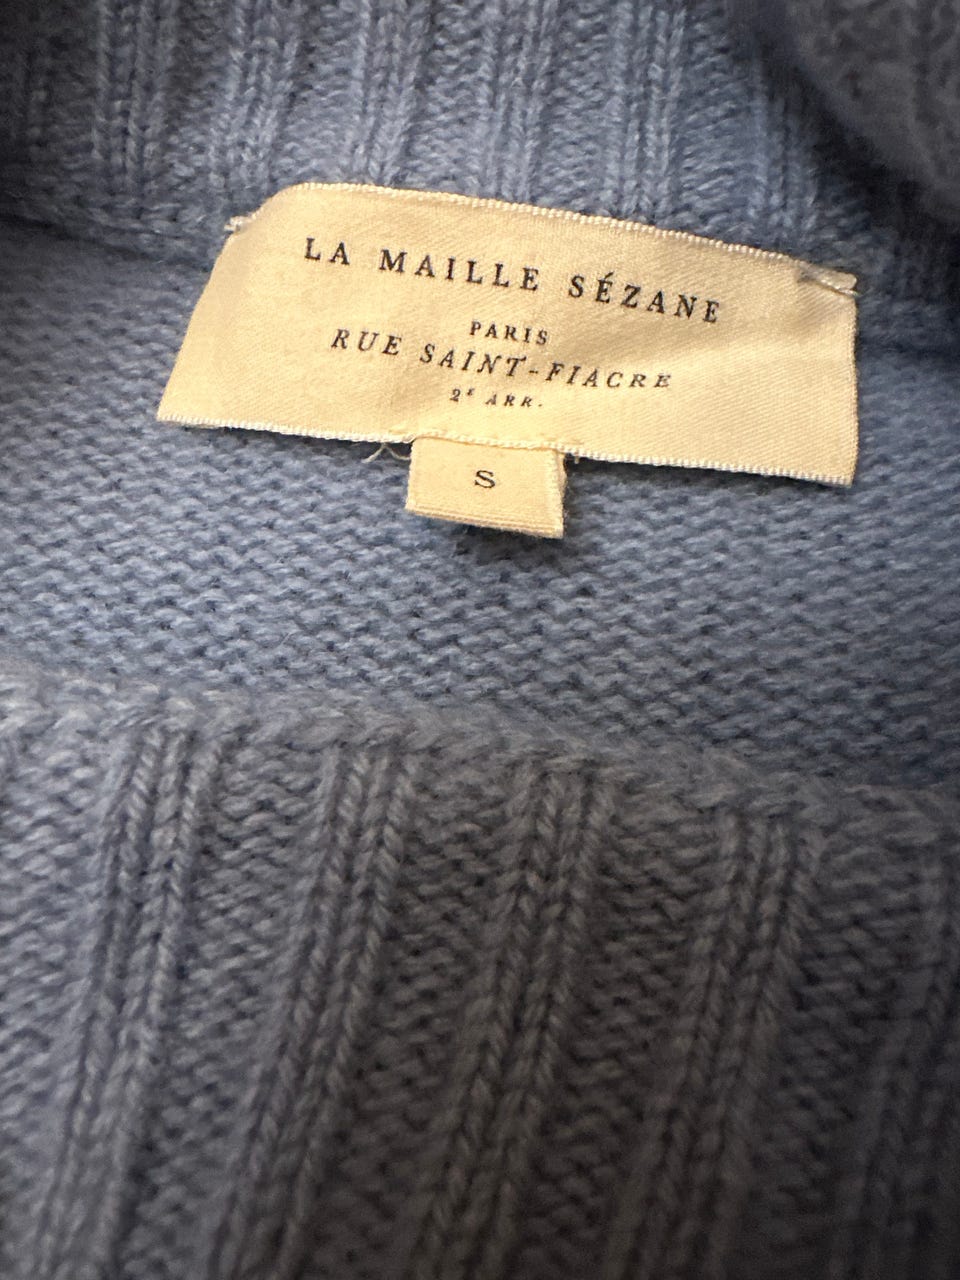 LA MAILLE SÉZANE
PARIS
RUE SAINT-FIACRE
2E ARR.
S